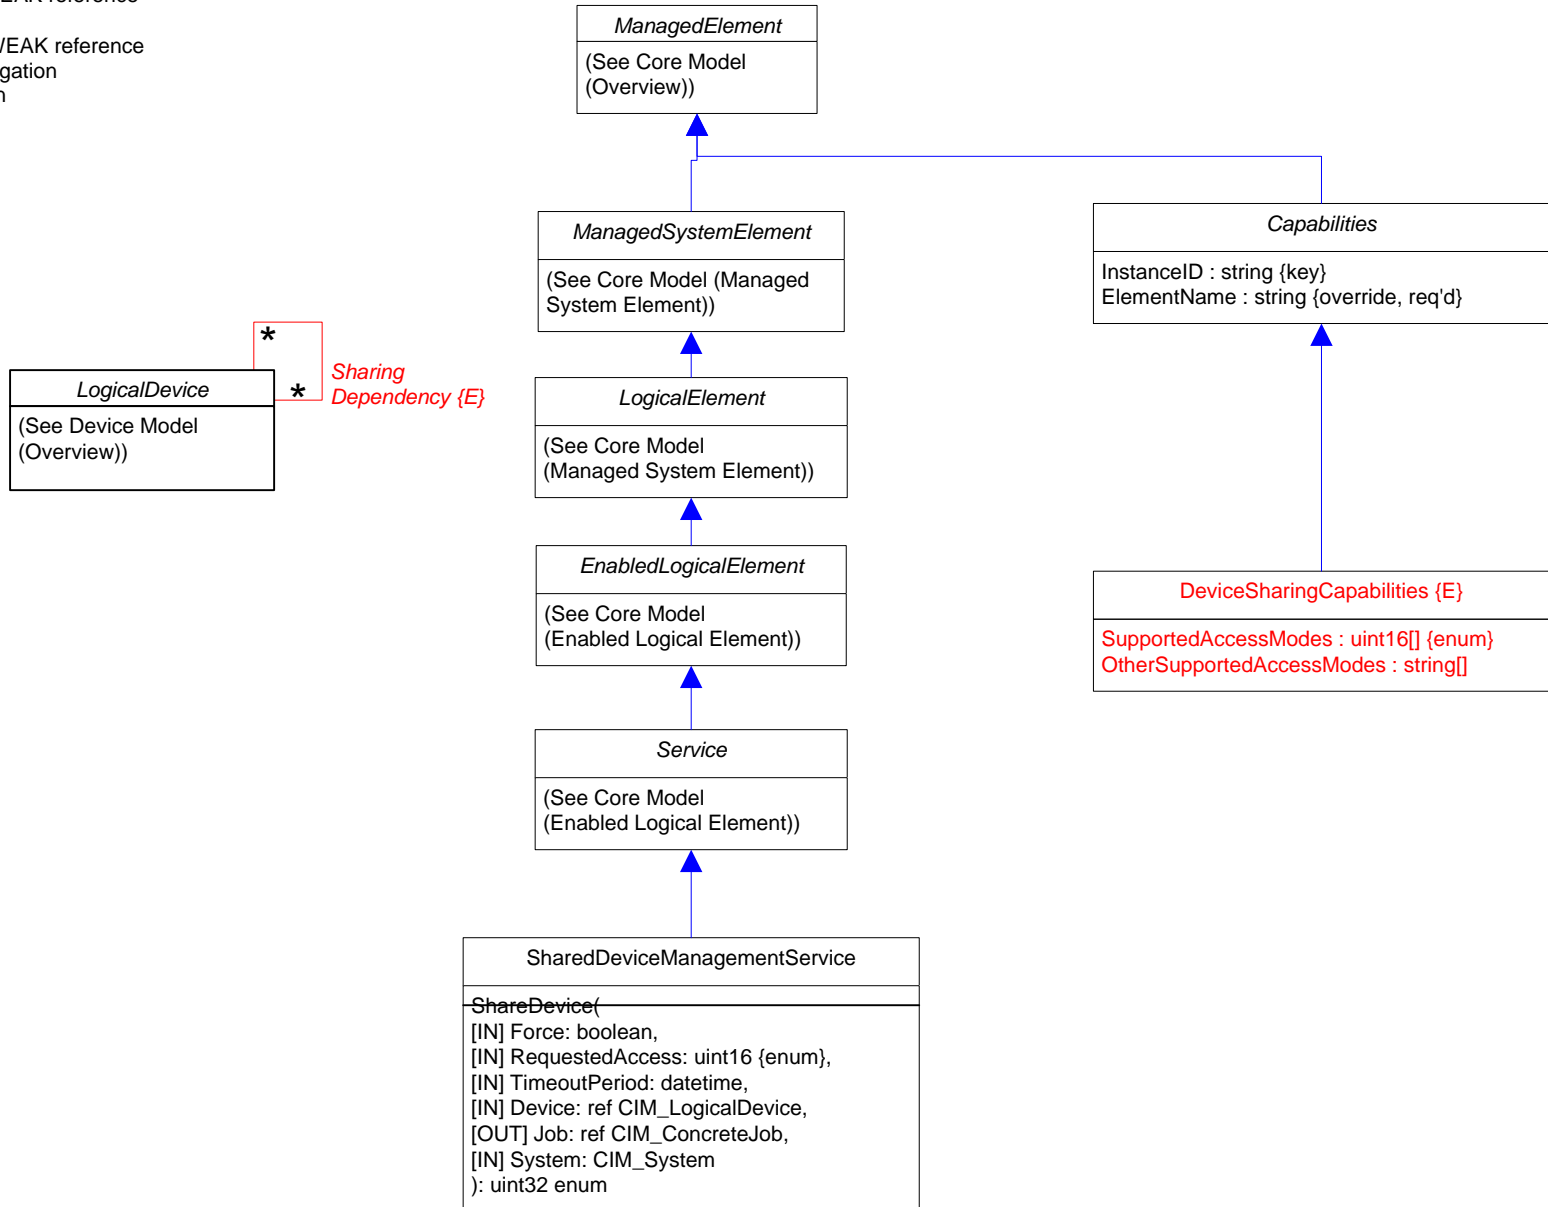 reference
WEAK reference
ManagedElement
(See Core Model
(Overview))
ManagedSystemElement
(See Core Model (Managed
System Element))
Capabilities
InstanceID : string {key}
ElementName : string {override, req'd}
*
*
Sharing
Dependency {E}
LogicalDevice
(See Device Model
(Overview))
LogicalElement
(See Core Model
(Managed System Element))
EnabledLogicalElement
(See Core Model
(Enabled Logical Element))
DeviceSharingCapabilities {E}
SupportedAccessModes : uint16[] {enum}
OtherSupportedAccessModes : string[]
Service
(See Core Model
(Enabled Logical Element))
SharedDeviceManagementService
ShareDevice(
[IN] Force: boolean,
[IN] RequestedAccess: uint16 {enum},
[IN] TimeoutPeriod: datetime,
[IN] Device: ref CIM_LogicalDevice,
[OUT] Job: ref CIM_ConcreteJob,
[IN] System: CIM_System
): uint32 enum